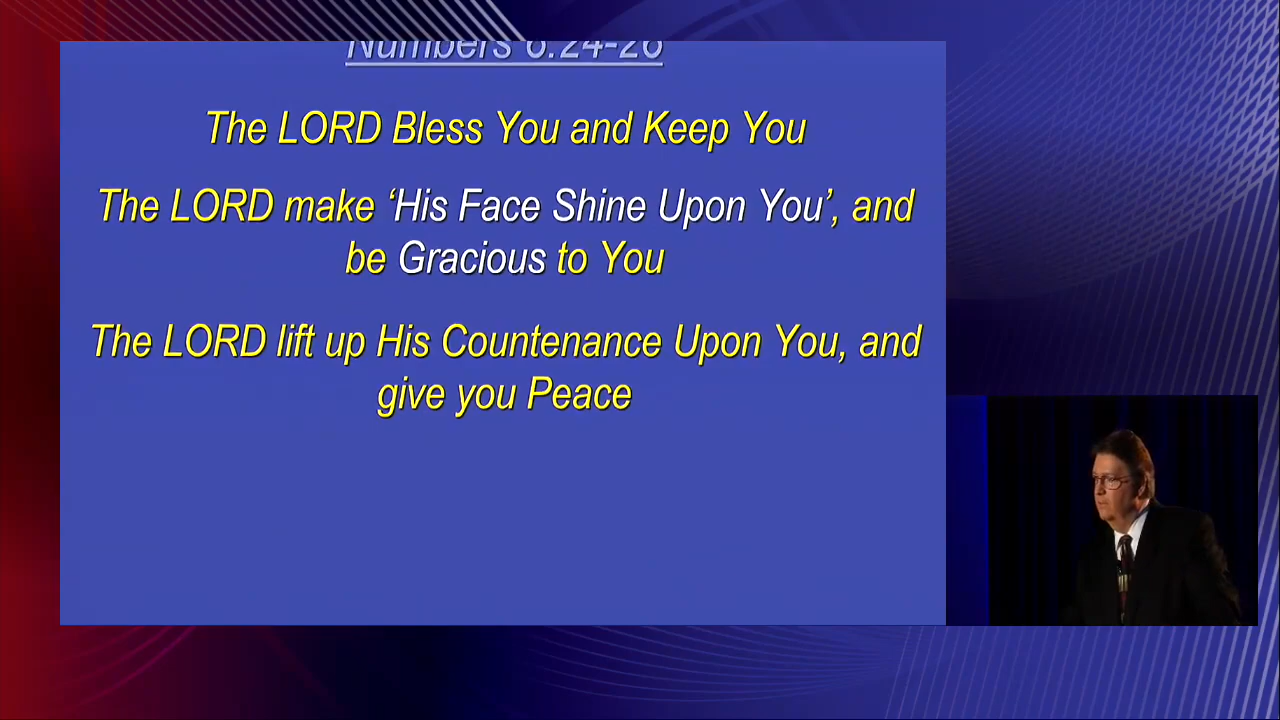 Numbers 6:24-26
The LORD Bless You and Keep You
The LORD make ‘His Face Shine Upon You’, and
be Gracious to You
The LORD lift up His Countenance Upon You, and
give you Peace